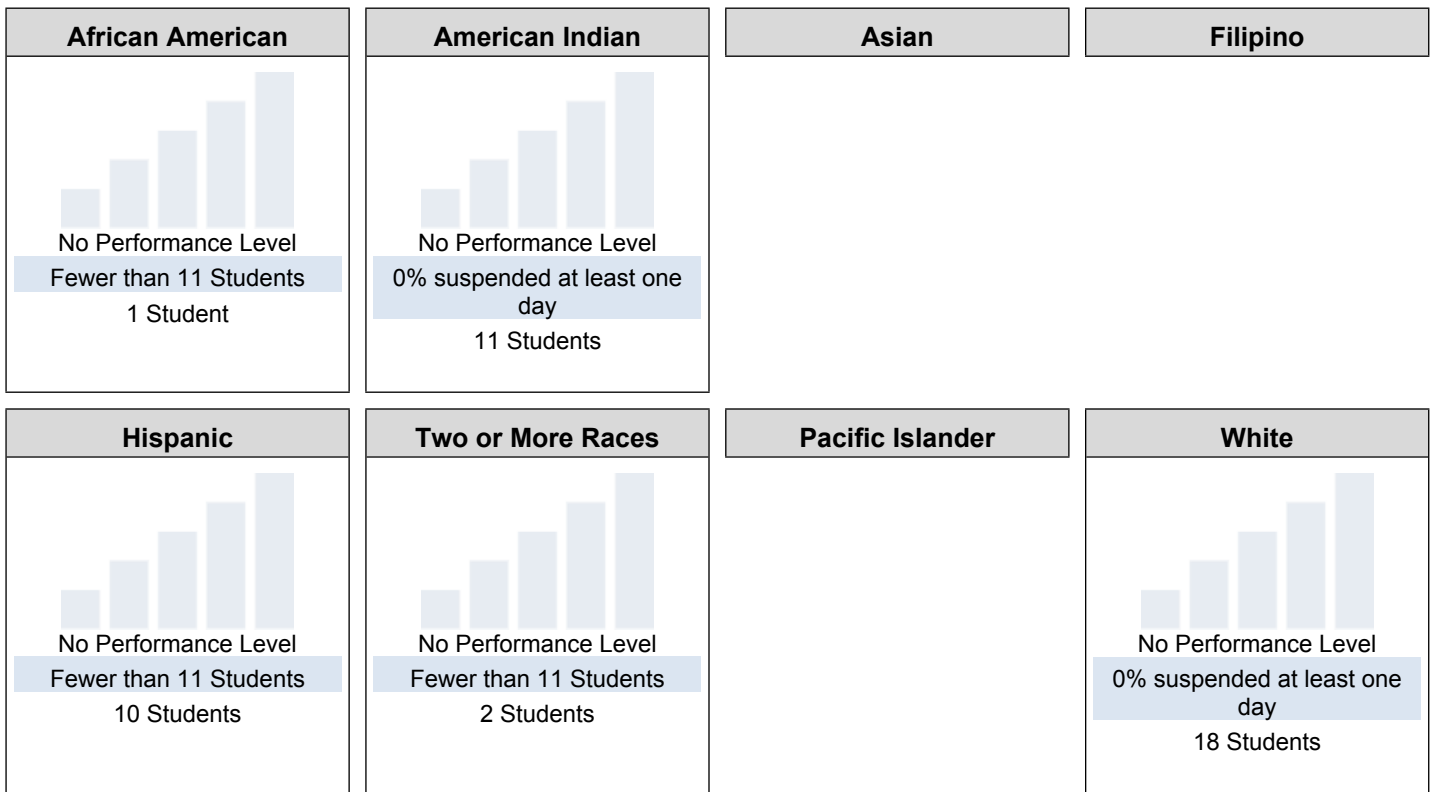 African American
No Performance Level
Fewer than 11 Students
1 Student
American Indian
No Performance Level
0% suspended at least one
day
11 Students
Asian
Filipino
Hispanic
No Performance Level
Fewer than 11 Students
10 Students
Two or More Races
No Performance Level
Fewer than 11 Students
2 Students
Pacific Islander
White
No Performance Level
0% suspended at least one
day
18 Students